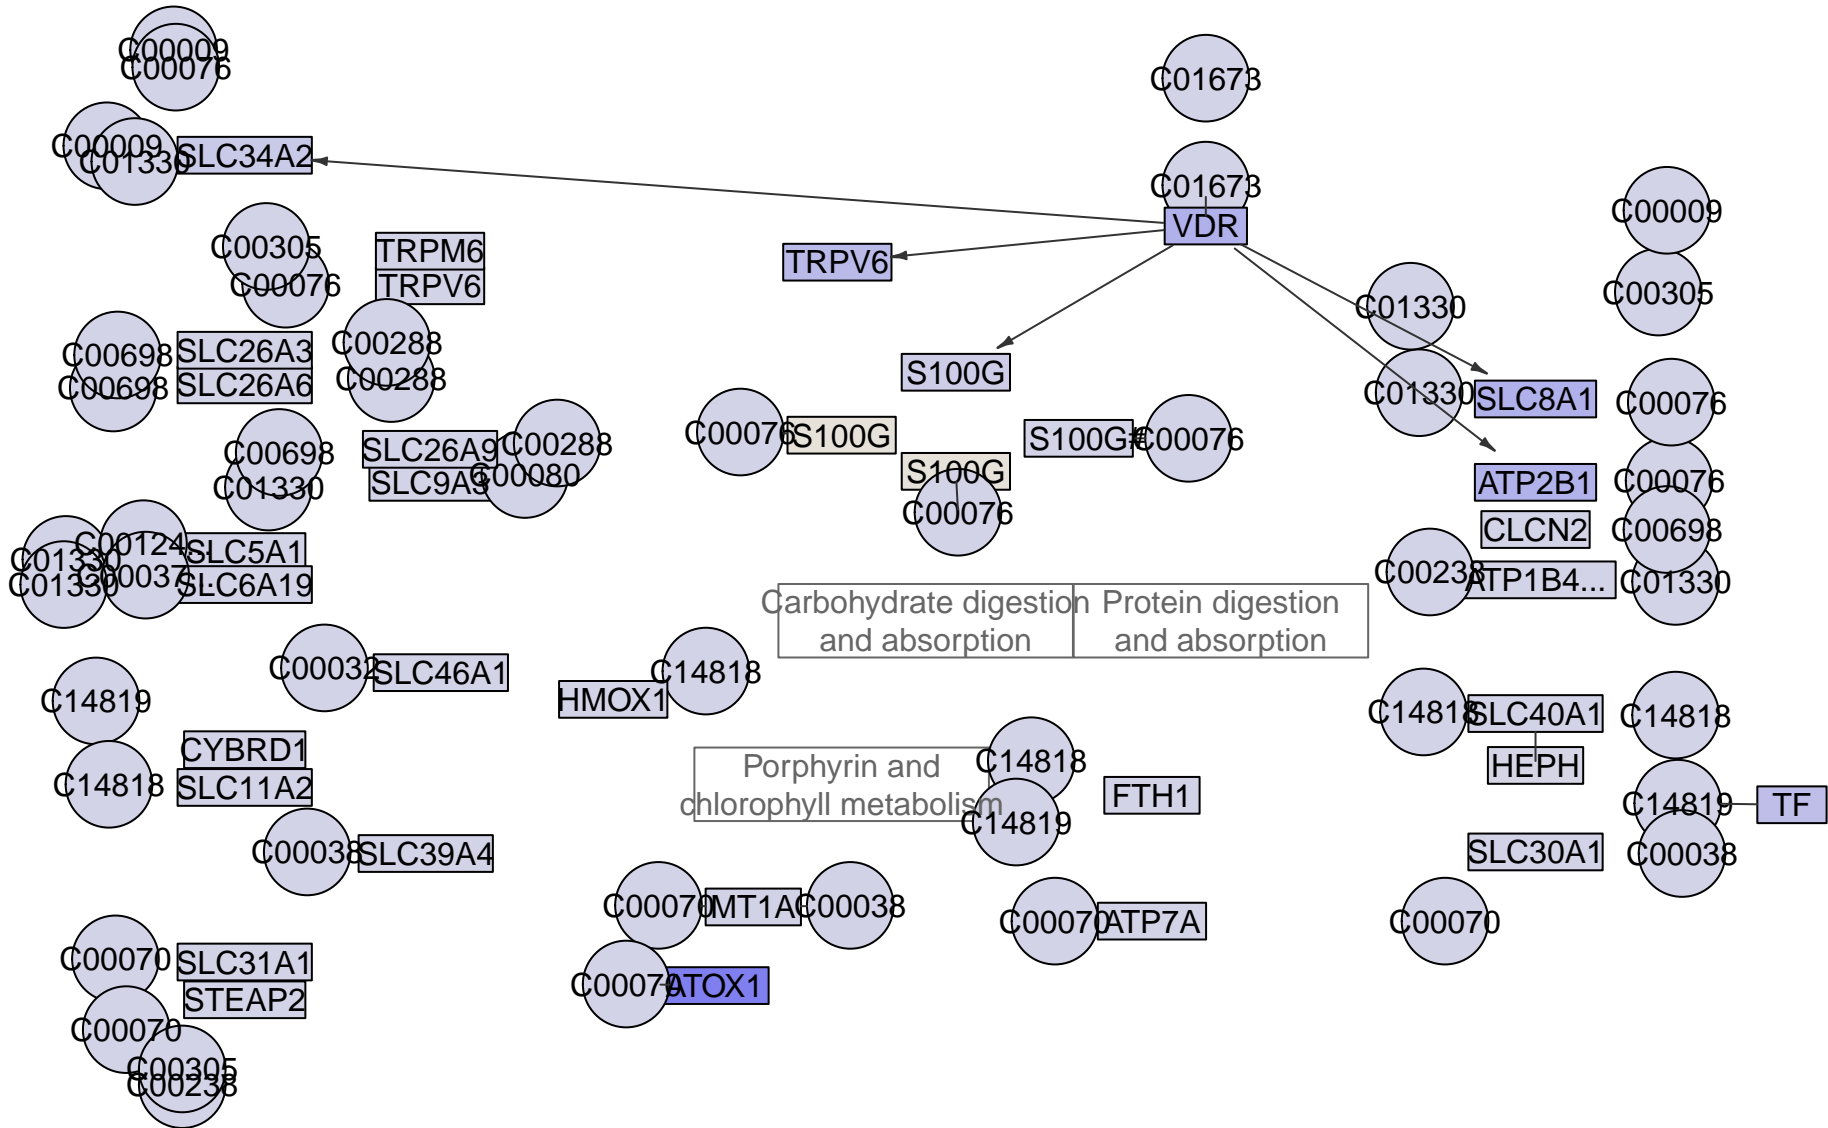 C00009
C00076
C01673
C00009
C01330
SLC34A2
C01673
VDR
C00009
C00305
C00076
TRPM6
TRPV6
TRPV6
C01330
C00305
C00698
C00698
SLC26A3
SLC26A6
C00288
C00288
S100G
C01330
SLC8A1
C00076
C00698
C01330
SLC26A9
SLC9A3
C00288
C00080
C00076
S100G
S100G
C00076
S100G#
C00076
ATP2B1
C00076
CLCN2
C00698
C01330
C01330
C00124...
C00037...
SLC5A1
SLC6A19
C00238
ATP1B4...
C01330
Carbohydrate digestion
and absorption
Protein digestion
and absorption
C00032
SLC46A1
HMOX1
C14818
C14819
C14818
SLC40A1
C14818
CYBRD1
C14818
SLC11A2
Porphyrin and
chlorophyll metabolism
C14818
C14819
FTH1
HEPH
C14819
TF
C00038
SLC39A4
SLC30A1
C00038
C00070
MT1A
C00038
C00070
ATP7A
C00070
C00070
SLC31A1
STEAP2
C00070
ATOX1
C00070
C00305
C00238